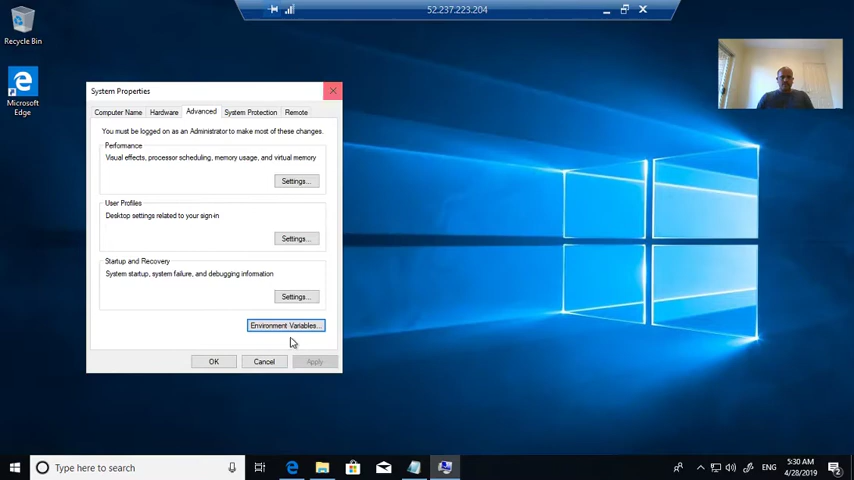 52.237.223.204
Recycle Bin
Microsoft
Edge
System Properties
Computer Name
Hardware
Advanced
System Protection
Remote
You must be logged on as an Administrator to make most of these changes.
Performance
Visual effects, processor scheduling, memory usage, and virtual memory
Settings...
User Profiles
Desktop settings related to your sign-in
Settings...
Startup and Recovery
System startup, system failure, and debugging information
Settings...
Environment Variables...
OK
Cancel
Apply
Type here to search
ENG
5:30 AM
4/28/2019
2